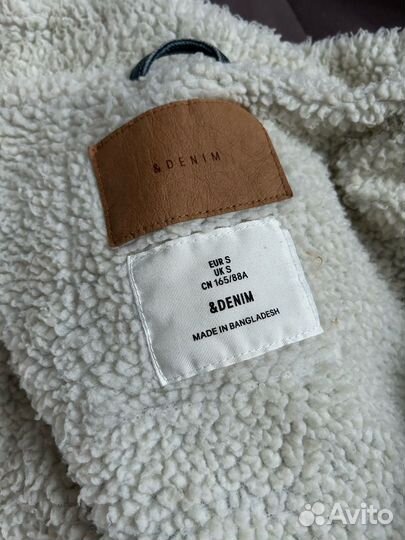 &DENIM
EUR S
UK S
CN 165/88A
&DENIM
MADE IN BANGLADESH
Avito